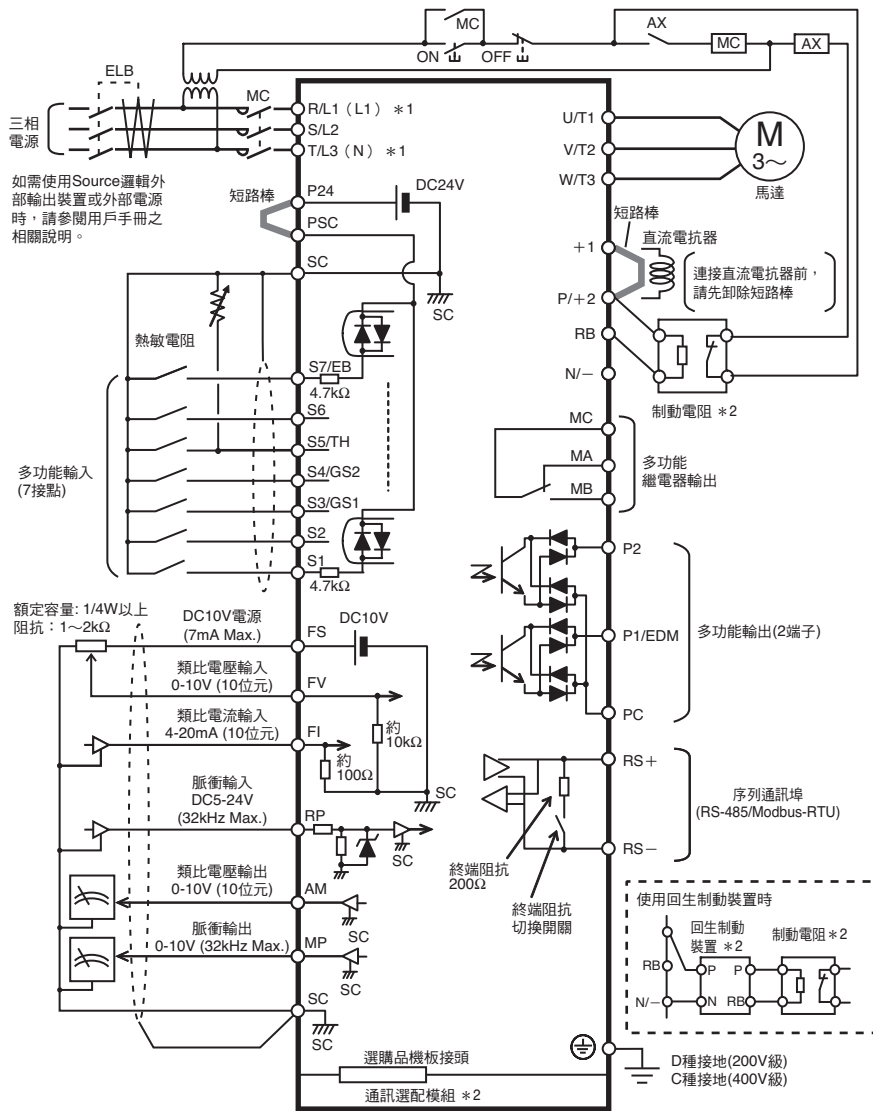 MC
ON
OFF
AX
MC
AX
ELB
MC
三相
電源
R/L1（L1）＊1
S/L2
T/L3（N）＊1
U/T1
V/T2
W/T3
M
3～
馬達
如需使用Source邏輯外
部輸出裝置或外部電源
時，請參閱用戶手冊之
相關說明。
短路棒
P24
DC24V
PSC
SC
SC
短路棒
直流電抗器
+1
P/+2
連接直流電抗器前，
請先卸除短路棒
RB
N/−
制動電阻 ＊2
熱敏電阻
S7/EB
4.7kΩ
S6
S5/TH
S4/GS2
S3/GS1
S2
S1
4.7kΩ
多功能輸入
(7接點)
MC
MA
MB
多功能
繼電器輸出
P2
P1/EDM
PC
多功能輸出(2端子)
額定容量: 1/4W以上
阻抗：1～2kΩ
DC10V電源
(7mA Max.)
FS
DC10V
類比電壓輸入
0-10V (10位元)
FV
類比電流輸入
4-20mA (10位元)
FI
約
10kΩ
約
100Ω
SC
脈衝輸入
DC5-24V
(32kHz Max.)
RP
SC
類比電壓輸出
0-10V (10位元)
AM
SC
脈衝輸出
0-10V (32kHz Max.)
MP
SC
SC
SC
RS+
RS−
序列通訊埠
(RS-485/Modbus-RTU)
終端阻抗
200Ω
終端阻抗
切換開關
使用回生制動裝置時
回生制動
裝置 ＊2
制動電阻＊2
RB
N/−
P
P
N
RB
選購品機板接頭
通訊選配模組 ＊2
D種接地(200V級)
C種接地(400V級)